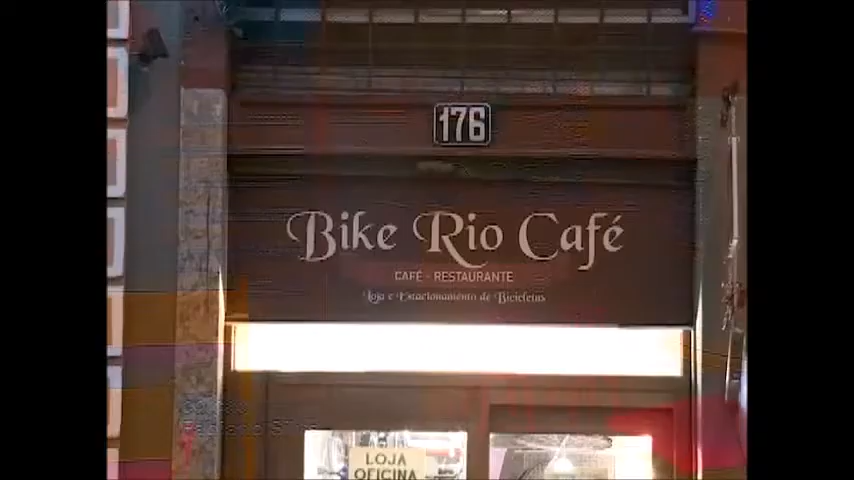 176
Bike Rio Café
CAFÉ - RESTAURANTE
Loja e Estacionamento de Bicicletas
LOJA
OFICINA